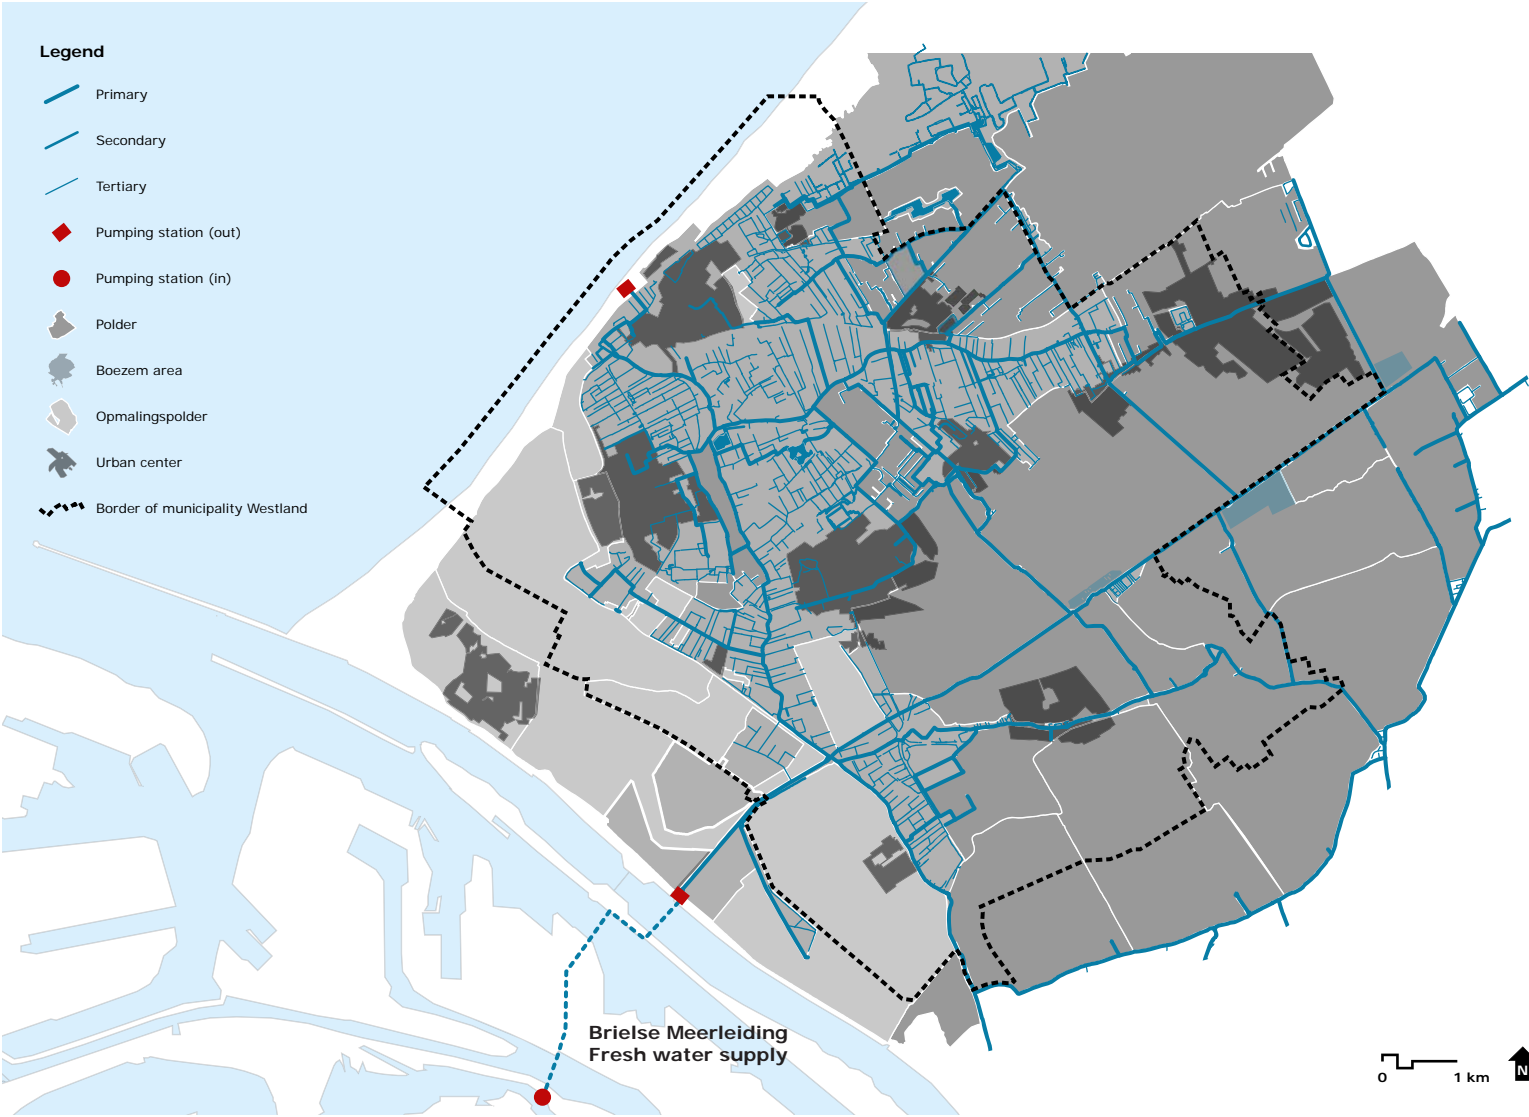 Legend
Primary
Secondary
Tertiary
Pumping station (out)
Pumping station (in)
Polder
Boezem area
Opmalingspolder
Urban center
Border of municipality Westland
Brielse Meerleiding
Fresh water supply
0 1 km
N